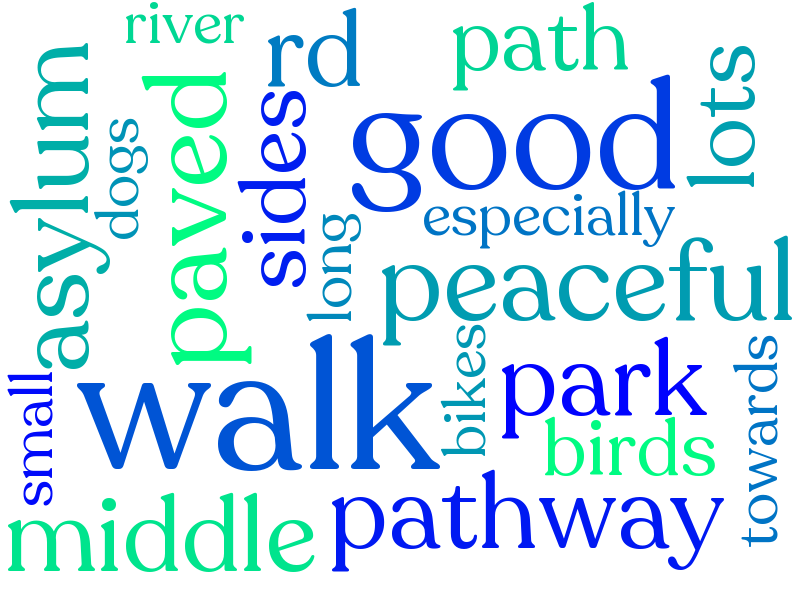 river
rd
path
asylum
dogs
paved
sides
good
lots
especially
long
peaceful
small
walk
bikes
park
towards
birds
middle
pathway